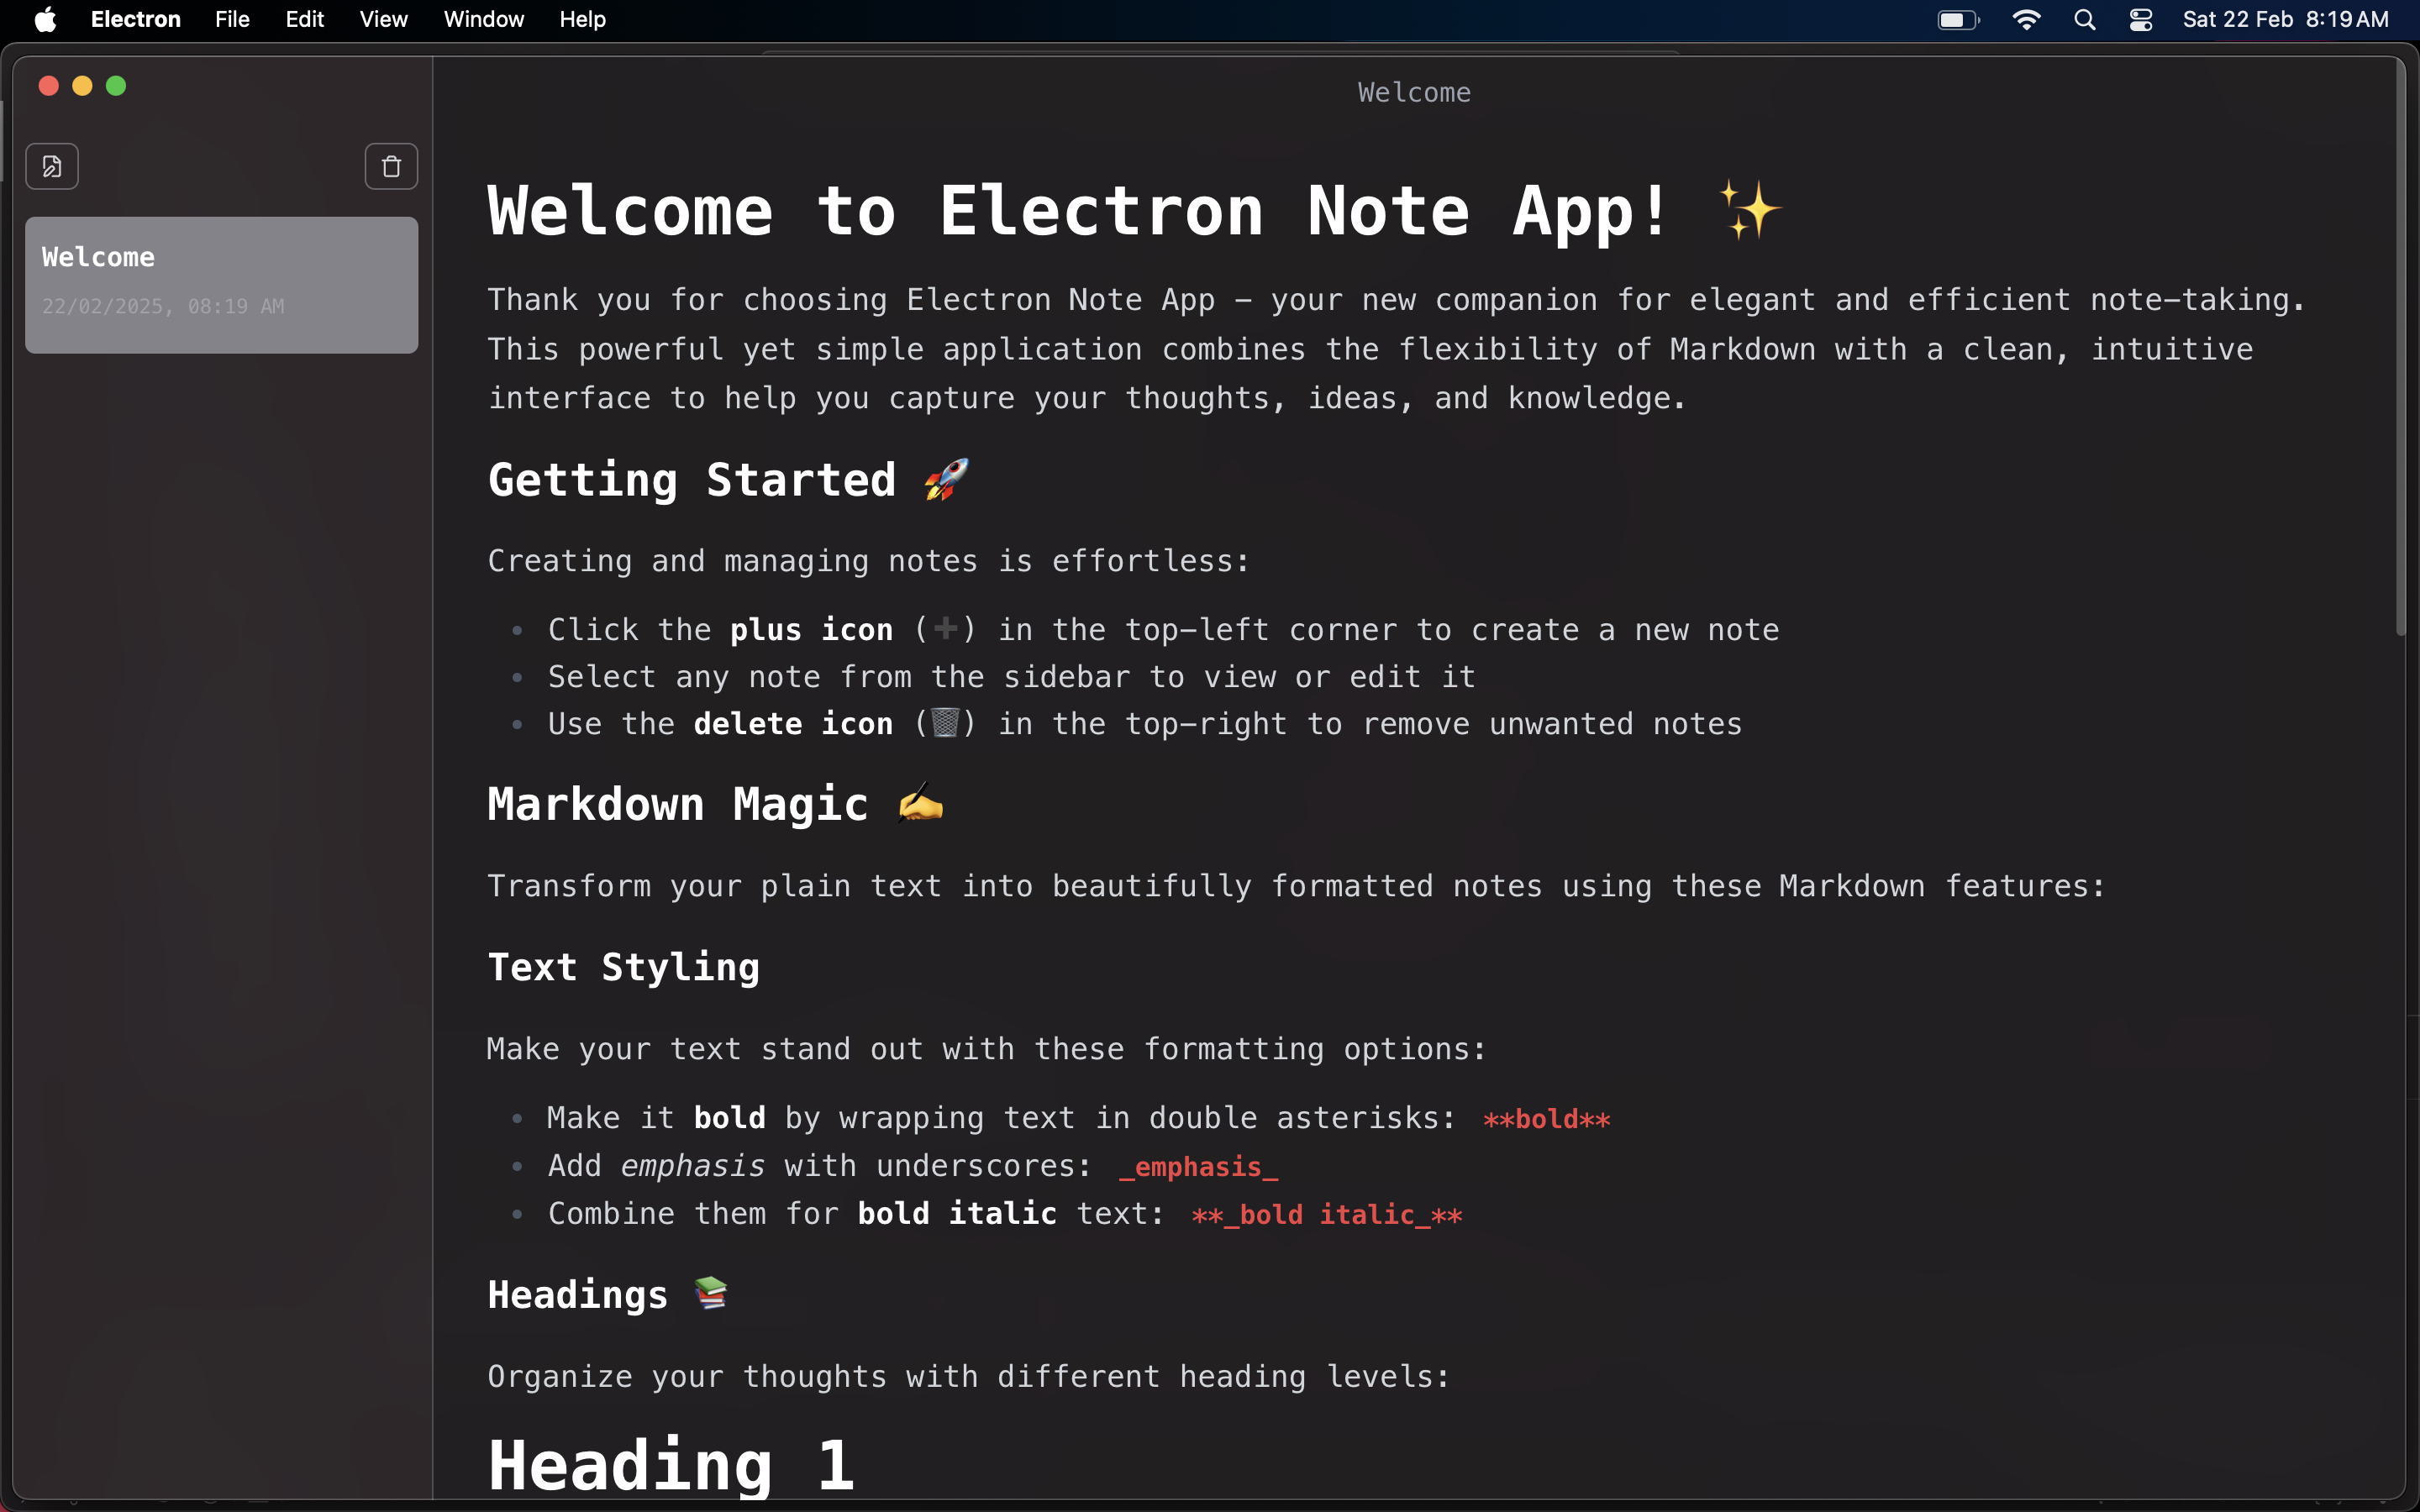 Electron File Edit View Window Help Sat 22 Feb 8:19 AM
Welcome
Welcome
22/02/2025, 08:19 AM
Welcome to Electron Note App! ✨
Thank you for choosing Electron Note App – your new companion for elegant and efficient note-taking.
This powerful yet simple application combines the flexibility of Markdown with a clean, intuitive
interface to help you capture your thoughts, ideas, and knowledge.
Getting Started 🚀
Creating and managing notes is effortless:
• Click the plus icon (➕) in the top-left corner to create a new note
• Select any note from the sidebar to view or edit it
• Use the delete icon (🗑️) in the top-right to remove unwanted notes
Markdown Magic ✍️
Transform your plain text into beautifully formatted notes using these Markdown features:
Text Styling
Make your text stand out with these formatting options:
• Make it bold by wrapping text in double asterisks: **bold**
• Add emphasis with underscores: _emphasis_
• Combine them for bold italic text: **_bold italic_**
Headings 📚
Organize your thoughts with different heading levels:
Heading 1